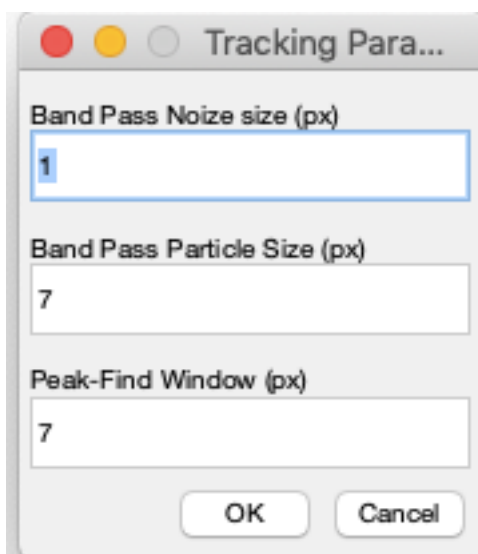 Tracking Para...
Band Pass Noize size (px)
1
Band Pass Particle Size (px)
7
Peak-Find Window (px)
7
OK Cancel